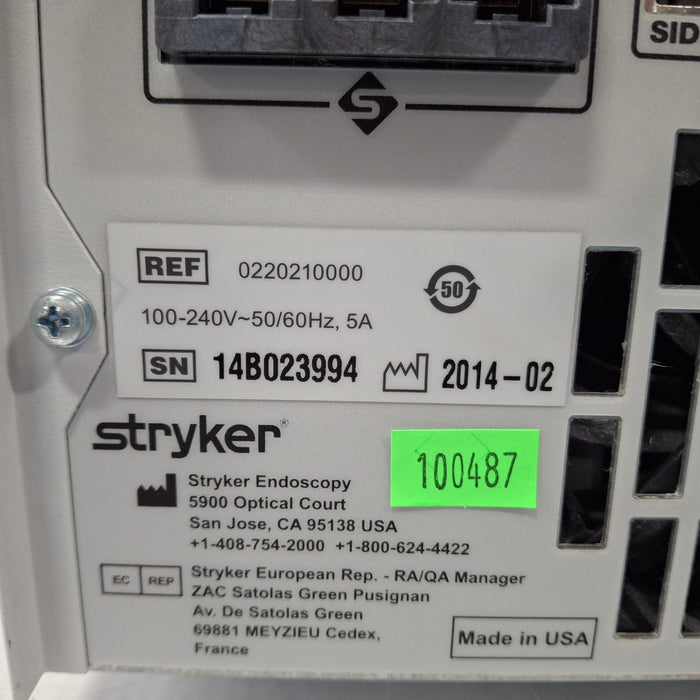 SID
S
REF 0220210000
50
100-240V~50/60Hz, 5A
SN 14B023994 2014-02
stryker®
100487
Stryker Endoscopy
5900 Optical Court
San Jose, CA 95138 USA
+1-408-754-2000 +1-800-624-4422
EC REP
Stryker European Rep. - RA/QA Manager
ZAC Satolas Green Pusignan
Av. De Satolas Green
69881 MEYZIEU Cedex,
France
Made in USA